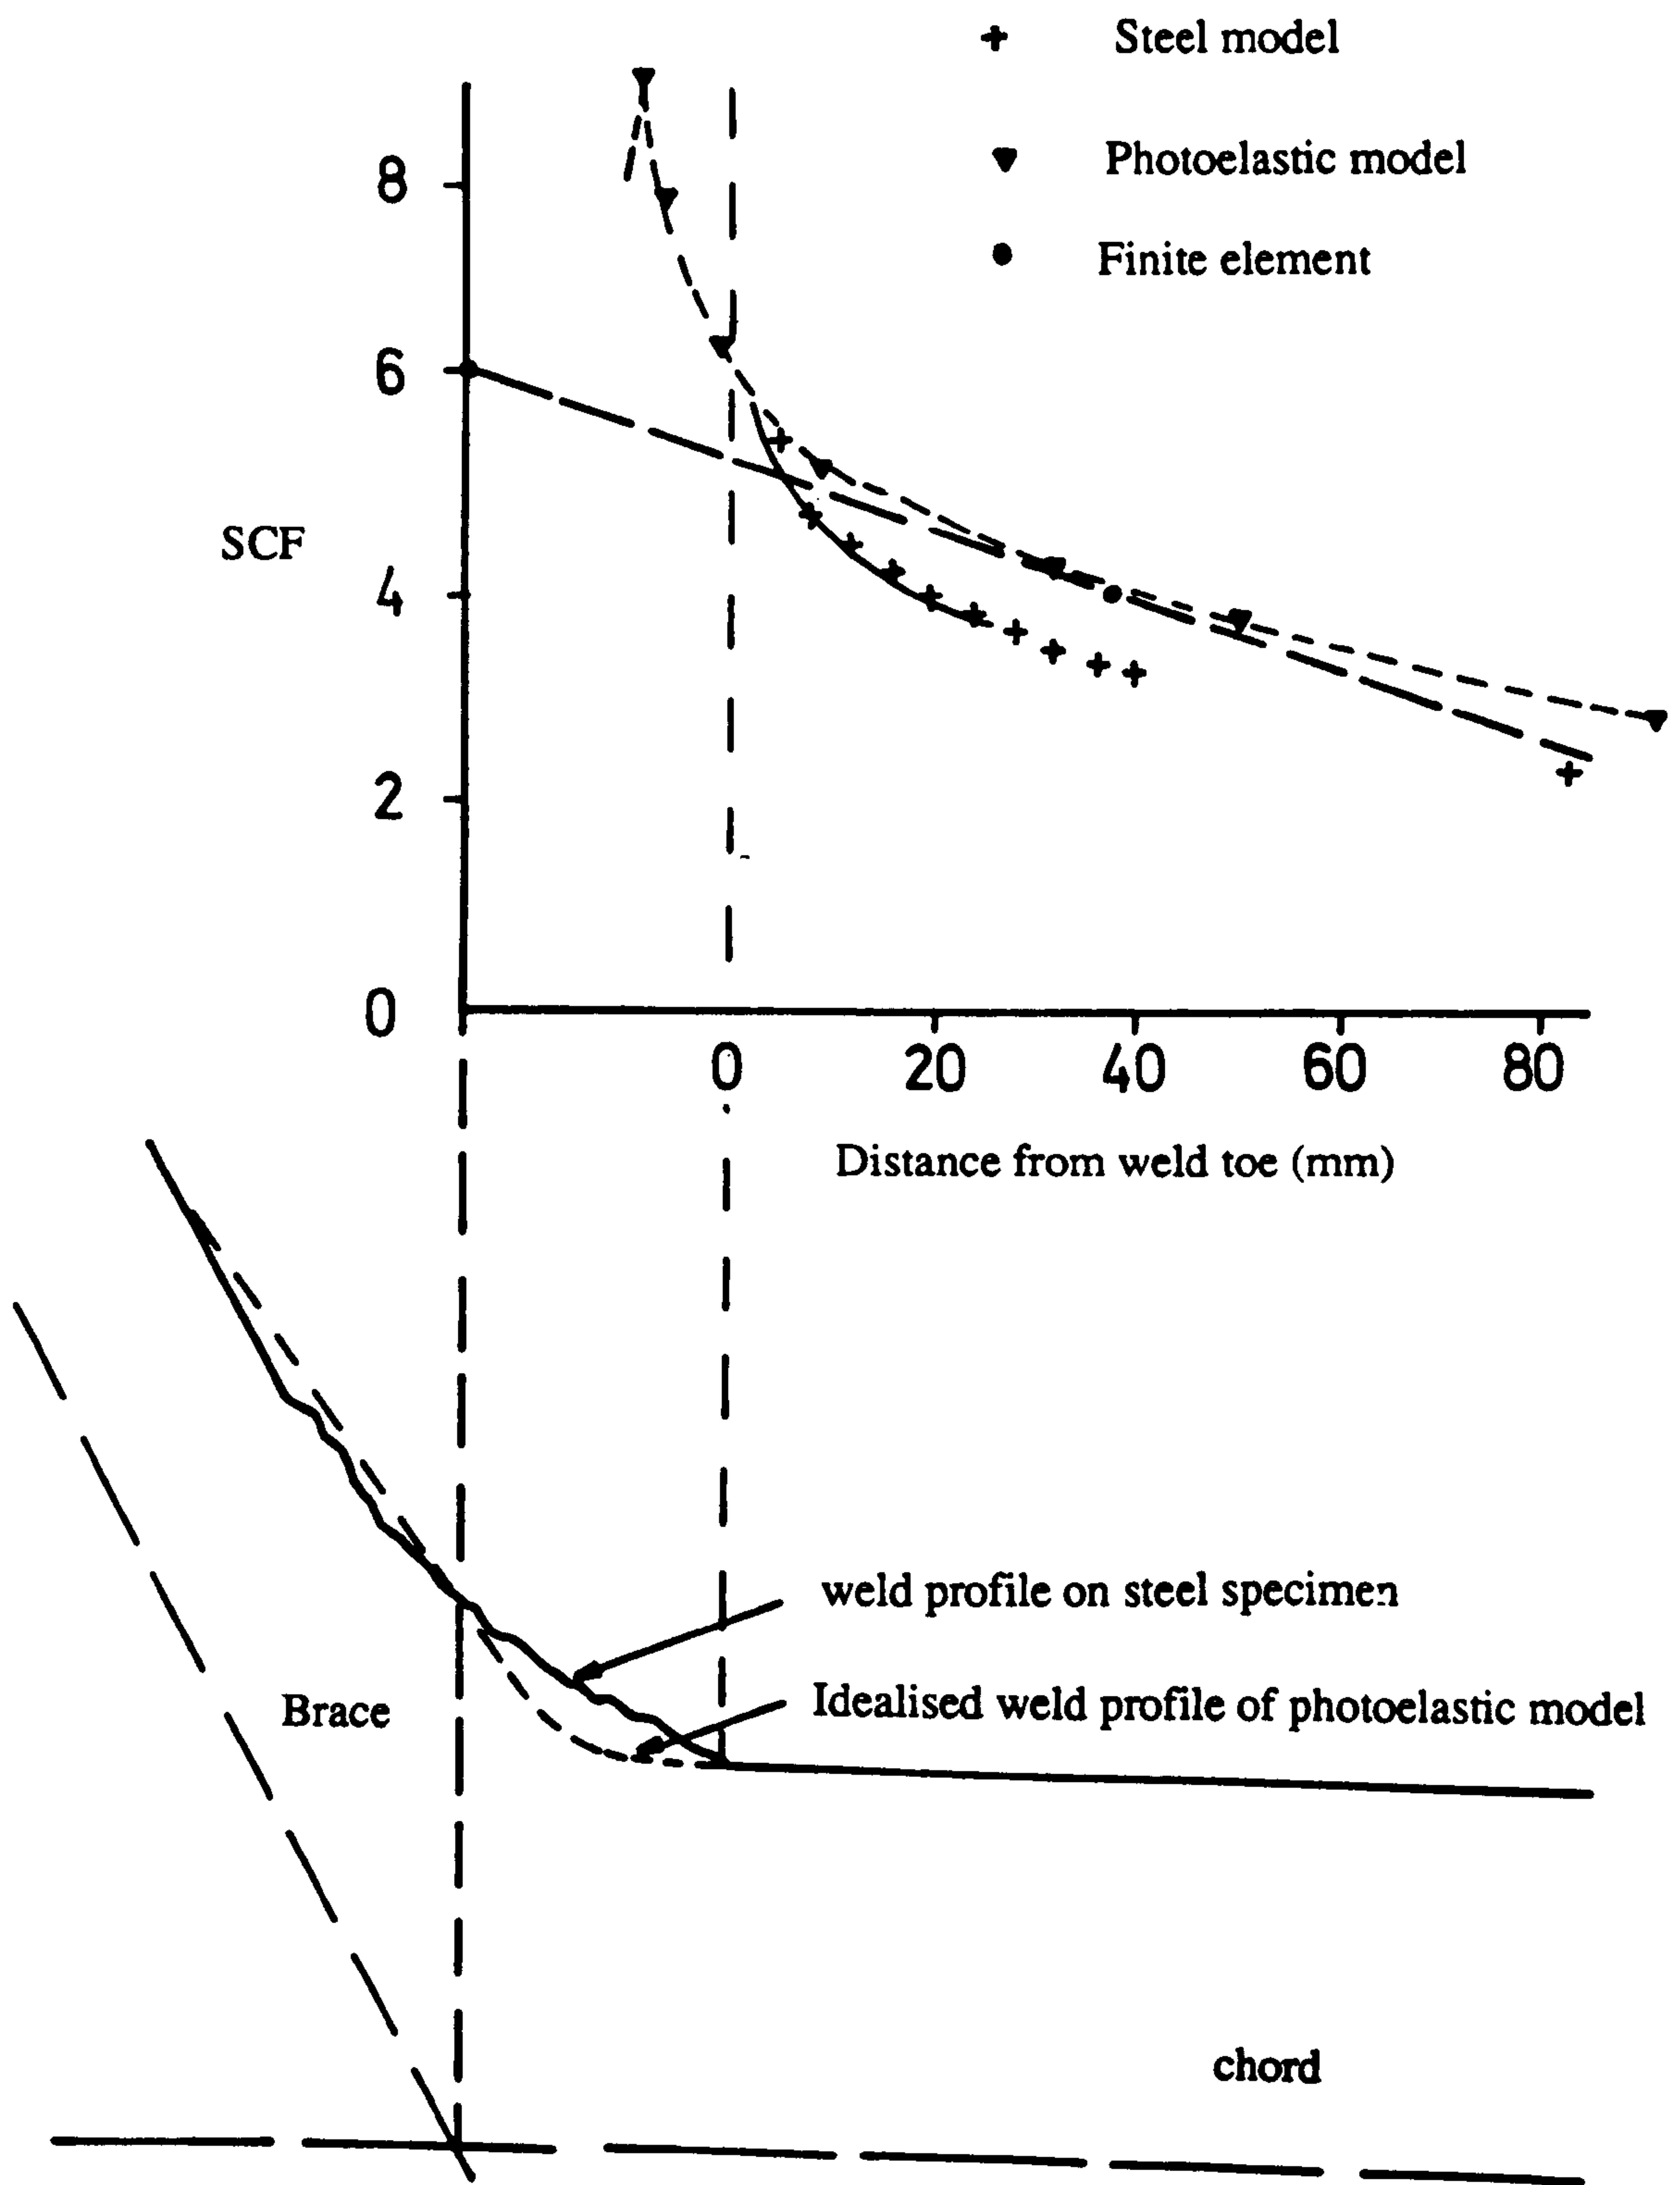 Steel model
Photoelastic model
Finite element
8
6
SCF
4
2
0
0 20 40 60 80
Distance from weld toe (mm)
weld profile on steel specimen
Idealised weld profile of photoelastic model
Brace
chord